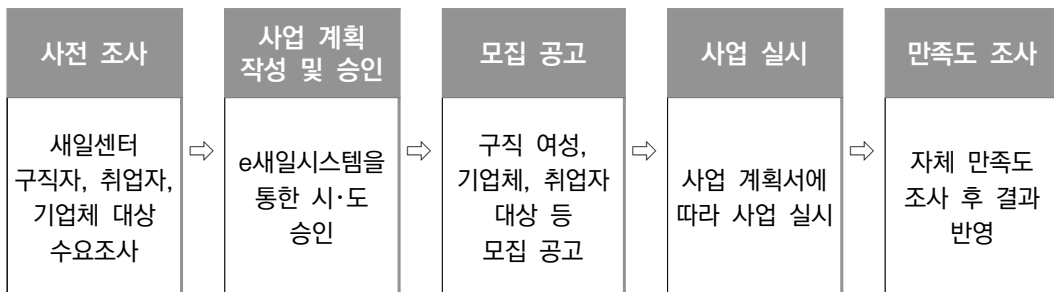 사전 조사
새일센터
구직자, 취업자,
기업체 대상
수요조사
⇨
사업 계획
작성 및 승인
e새일시스템을
통한 시·도
승인
⇨
모집 공고
구직 여성,
기업체, 취업자
대상 등
모집 공고
⇨
사업 실시
사업 계획서에
따라 사업 실시
⇨
만족도 조사
자체 만족도
조사 후 결과
반영